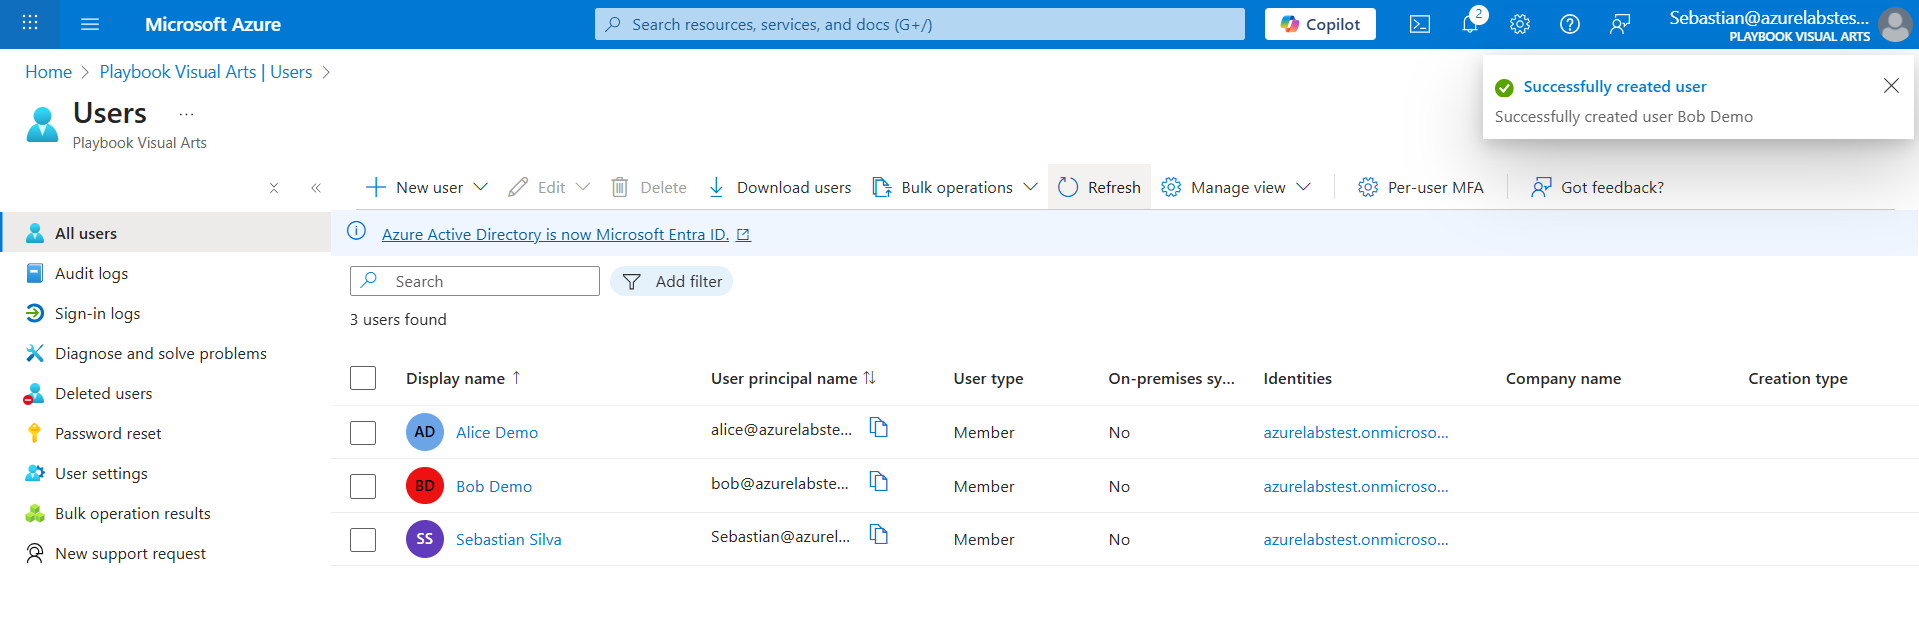 Microsoft Azure
Search resources, services, and docs (G+/)
Copilot
2
Sebastian@azurelabstes...
PLAYBOOK VISUAL ARTS
Home > Playbook Visual Arts | Users >
Successfully created user
Successfully created user Bob Demo
Users ...
Playbook Visual Arts
New user
Edit
Delete
Download users
Bulk operations
Refresh
Manage view
Per-user MFA
Got feedback?
All users
Audit logs
Sign-in logs
Diagnose and solve problems
Deleted users
Password reset
User settings
Bulk operation results
New support request
Azure Active Directory is now Microsoft Entra ID.
Search
Add filter
3 users found
Display name ↑ User principal name ↑↓ User type On-premises sy... Identities Company name Creation type
AD Alice Demo alice@azurelabste... Member No azurelabstest.onmicroso...
BD Bob Demo bob@azurelabste... Member No azurelabstest.onmicroso...
SS Sebastian Silva Sebastian@azurel... Member No azurelabstest.onmicroso...